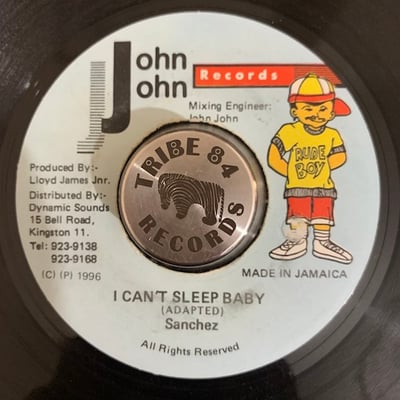 John
John
Records
Mixing Engineer:
John John
RUDE
BOY
Produced By:-
Lloyd James Jnr.
Distributed By:-
Dynamic Sounds
15 Bell Road,
Kingston 11.
Tel: 923-9138
923-9168
(C) (P) 1996
TRIBE 84
RECORDS
MADE IN JAMAICA
I CAN'T SLEEP BABY
(ADAPTED)
Sanchez
All Rights Reserved